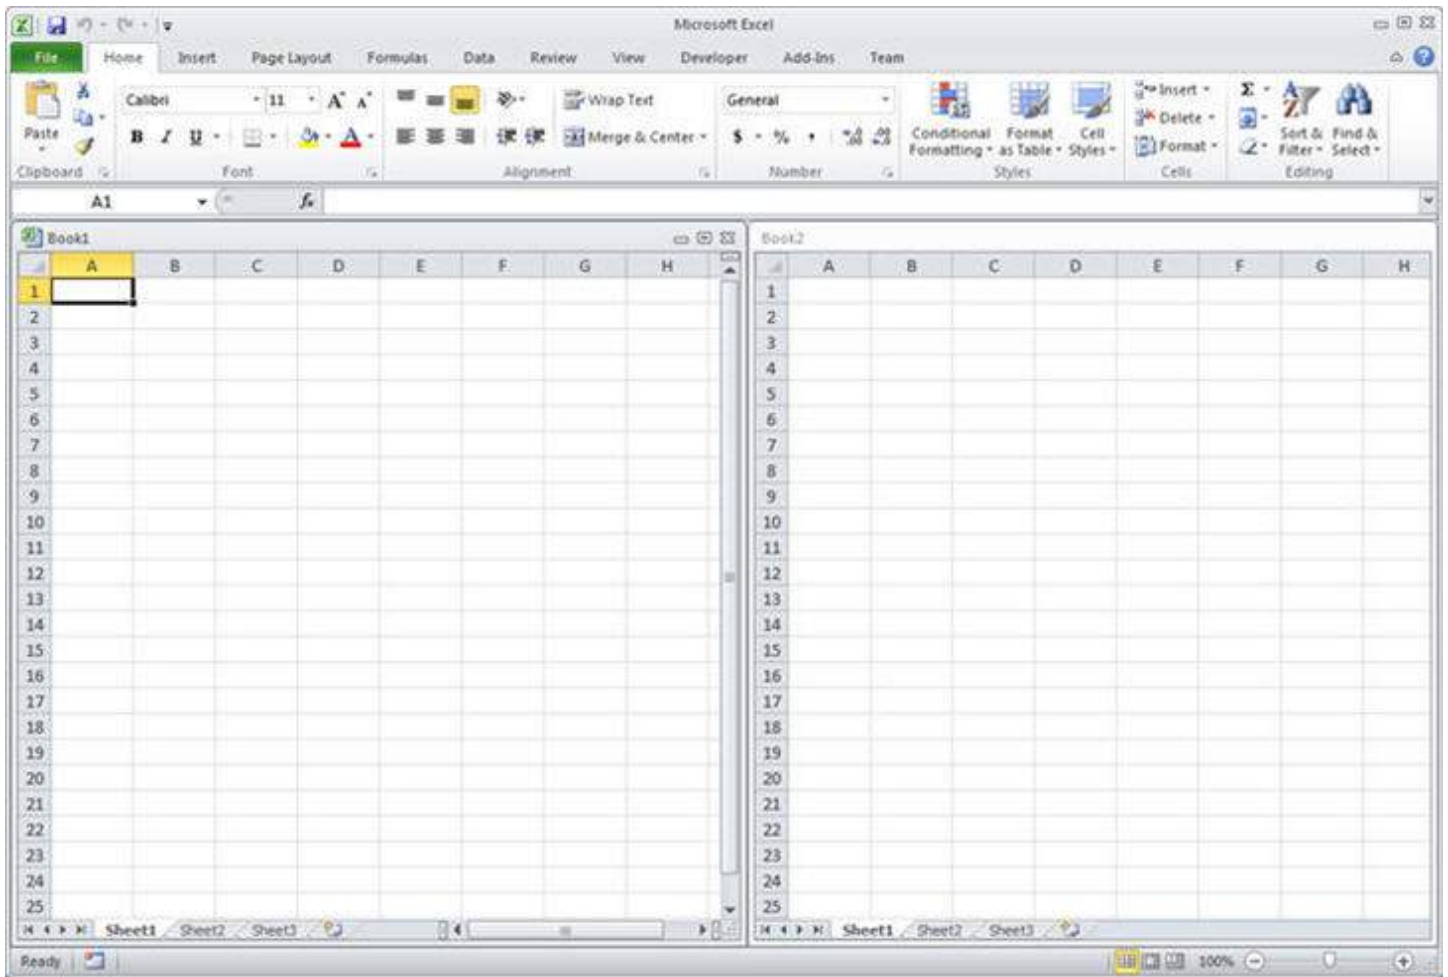 Microsoft Excel
File Home Insert Page Layout Formulas Data Review View Developer Add-Ins Team
Calibri 11 A A Wrap Text General Insert Σ
Paste B I U A Merge & Center $ % , Conditional Formatting Format as Table Cell Styles Delete Format Sort & Filter Find & Select
Clipboard Font Alignment Number Styles Cells Editing
A1 fx
Book1 Book2
A B C D E F G H A B C D E F G H
1 1
2 2
3 3
4 4
5 5
6 6
7 7
8 8
9 9
10 10
11 11
12 12
13 13
14 14
15 15
16 16
17 17
18 18
19 19
20 20
21 21
22 22
23 23
24 24
25 25
Sheet1 Sheet2 Sheet3 Sheet1 Sheet2 Sheet3
Ready 100%